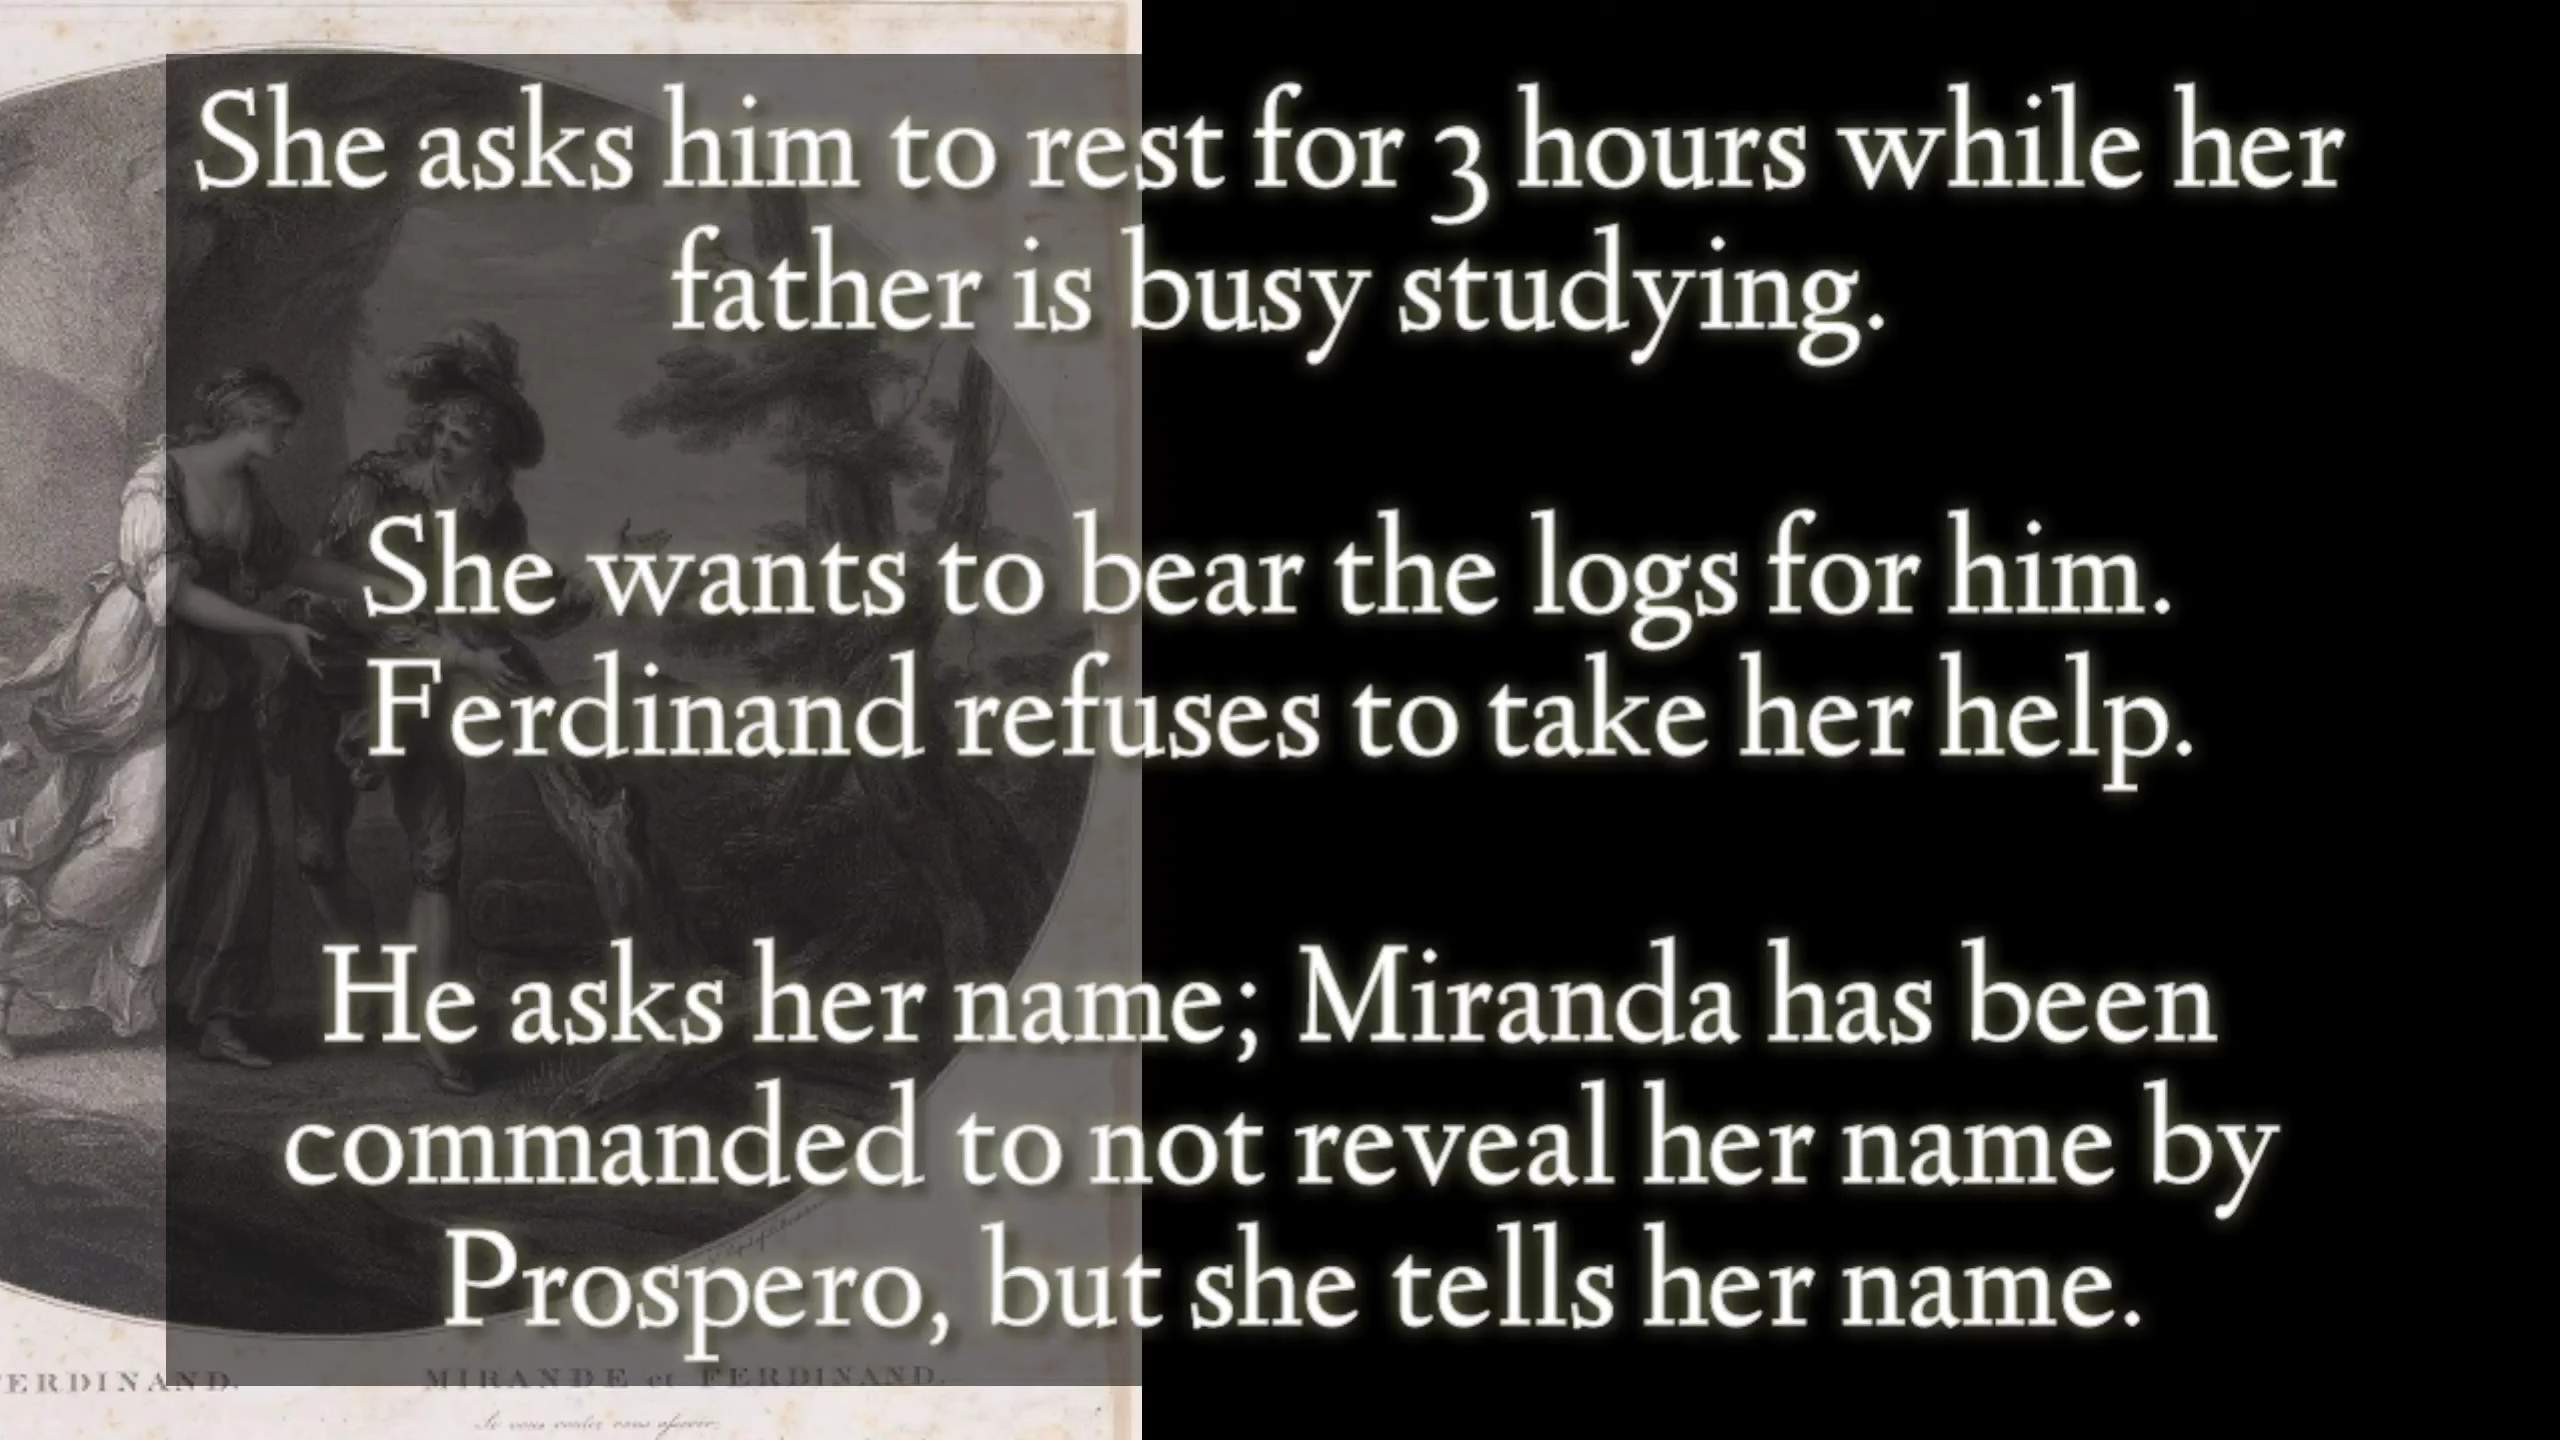 She asks him to rest for 3 hours while her
father is busy studying.
She wants to bear the logs for him.
Ferdinand refuses to take her help.
He asks her name; Miranda has been
commanded to not reveal her name by
Prospero, but she tells her name.
FERDINAND.
MIRANDE et FERDINAND.